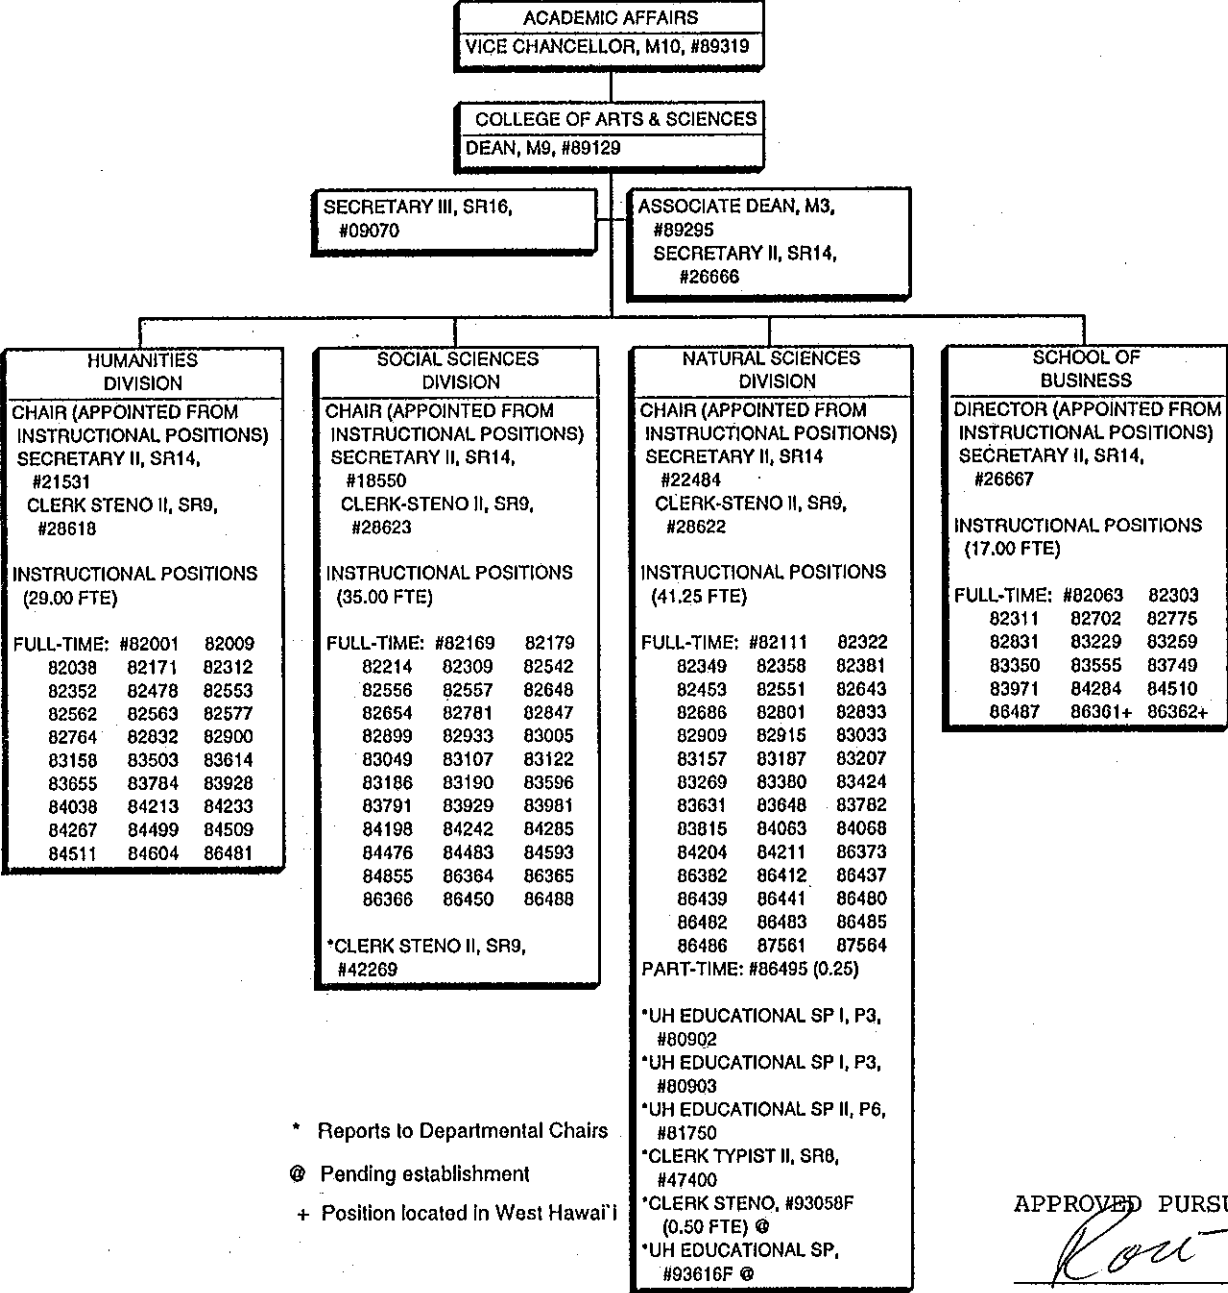 ACADEMIC AFFAIRS
VICE CHANCELLOR, M10, #89319
COLLEGE OF ARTS & SCIENCES
DEAN, M9, #89129
SECRETARY III, SR16,
#09070
ASSOCIATE DEAN, M3,
#89295
SECRETARY II, SR14,
#26666
HUMANITIES
DIVISION
CHAIR (APPOINTED FROM
INSTRUCTIONAL POSITIONS)
SECRETARY II, SR14,
#21531
CLERK STENO II, SR9,
#28618
INSTRUCTIONAL POSITIONS
(29.00 FTE)
FULL-TIME: #82001 82009
82038 82171 82312
82352 82478 82553
82562 82563 82577
82764 82832 82900
83158 83503 83614
83655 83784 83928
84038 84213 84233
84267 84499 84509
84511 84604 86481
SOCIAL SCIENCES
DIVISION
CHAIR (APPOINTED FROM
INSTRUCTIONAL POSITIONS)
SECRETARY II, SR14,
#18550
CLERK-STENO II, SR9,
#28623
INSTRUCTIONAL POSITIONS
(35.00 FTE)
FULL-TIME: #82169 82179
82214 82309 82542
82556 82557 82648
82654 82781 82847
82899 82933 83005
83049 83107 83122
83186 83190 83596
83791 83929 83981
84198 84242 84285
84476 84483 84593
84855 86364 86365
86366 86450 86488
*CLERK STENO II, SR9,
#42269
NATURAL SCIENCES
DIVISION
CHAIR (APPOINTED FROM
INSTRUCTIONAL POSITIONS)
SECRETARY II, SR14
#22484
CLERK-STENO II, SR9,
#28622
INSTRUCTIONAL POSITIONS
(41.25 FTE)
FULL-TIME: #82111 82322
82349 82358 82381
82453 82551 82643
82686 82801 82833
82909 82915 83033
83157 83187 83207
83269 83380 83424
83631 83648 83782
83815 84063 84068
84204 84211 86373
86382 86412 86437
86439 86441 86480
86482 86483 86485
86486 87561 87564
PART-TIME: #86495 (0.25)
*UH EDUCATIONAL SP I, P3,
#80902
*UH EDUCATIONAL SP I, P3,
#80903
*UH EDUCATIONAL SP II, P6,
#81750
*CLERK TYPIST II, SR8,
#47400
*CLERK STENO, #93058F
(0.50 FTE) @
*UH EDUCATIONAL SP,
#93616F @
SCHOOL OF
BUSINESS
DIRECTOR (APPOINTED FROM
INSTRUCTIONAL POSITIONS)
SECRETARY II, SR14,
#26667
INSTRUCTIONAL POSITIONS
(17.00 FTE)
FULL-TIME: #82063 82303
82311 82702 82775
82831 83229 83259
83350 83555 83749
83971 84284 84510
86487 86361+ 86362+
* Reports to Departmental Chairs
@ Pending establishment
+ Position located in West Hawai`i
APPROVED PURSU